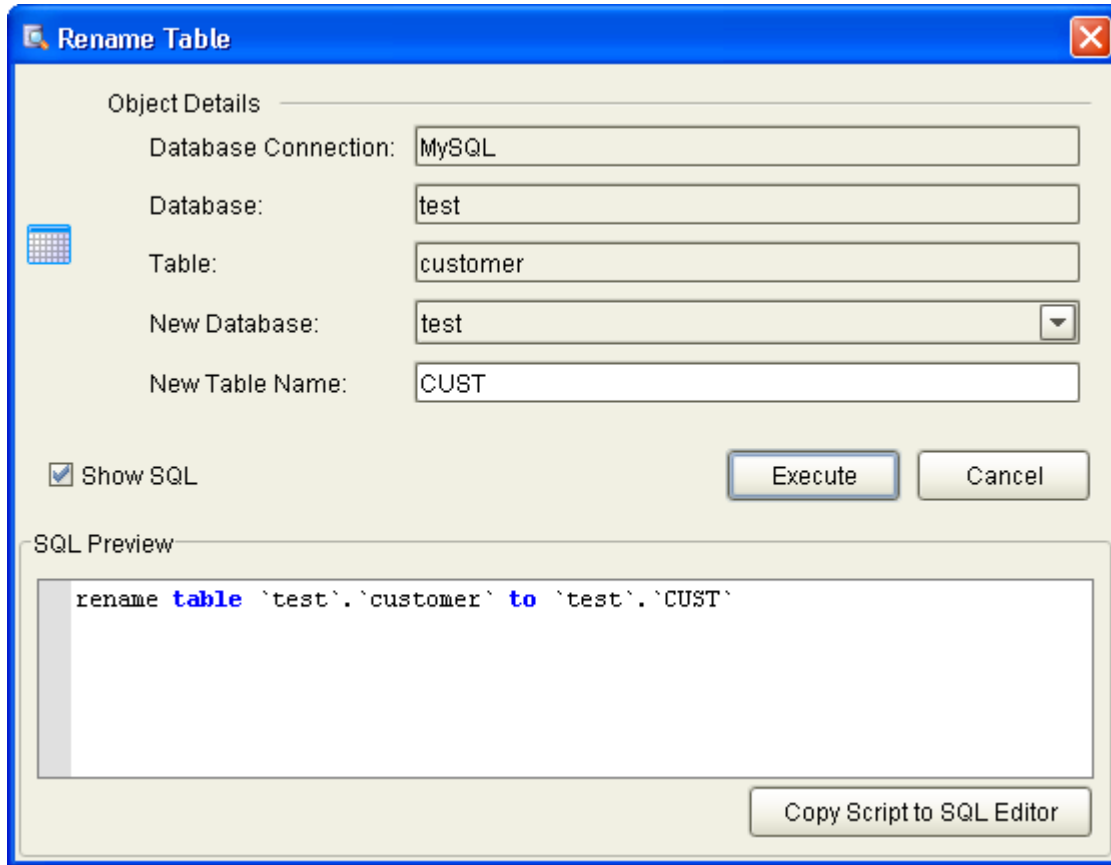 Rename Table
Object Details
Database Connection: MySQL
Database: test
Table: customer
New Database: test
New Table Name: CUST
Show SQL Execute Cancel
SQL Preview
rename table `test`.`customer` to `test`.`CUST`
Copy Script to SQL Editor